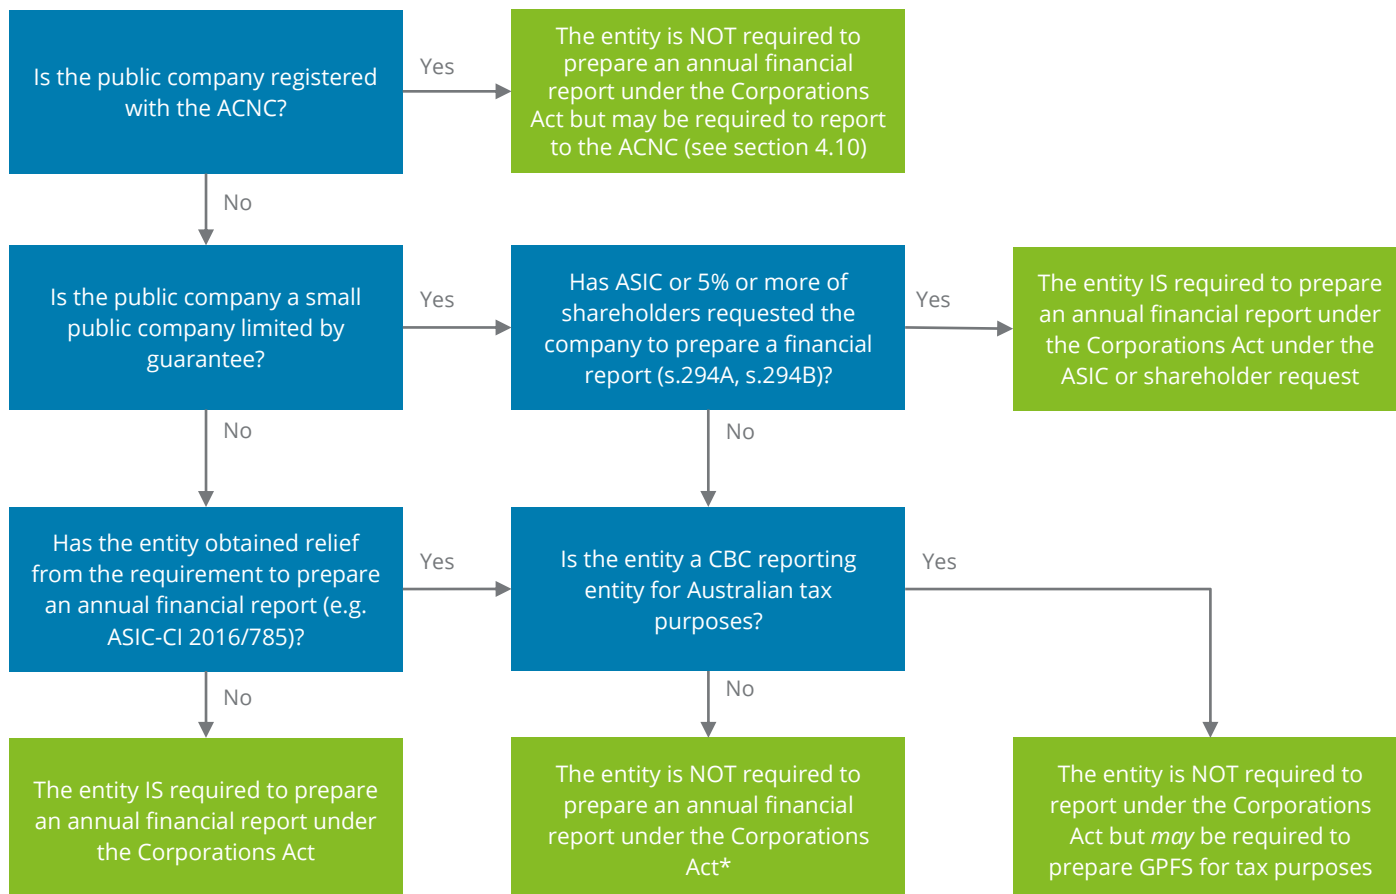 Is the public company registered
with the ACNC?
Yes
The entity is NOT required to
prepare an annual financial
report under the Corporations
Act but may be required to report
to the ACNC (see section 4.10)
No
Is the public company a small
public company limited by
guarantee?
Yes
Has ASIC or 5% or more of
shareholders requested the
company to prepare a financial
report (s.294A, s.294B)?
Yes
The entity IS required to prepare
an annual financial report under
the Corporations Act under the
ASIC or shareholder request
No
No
Has the entity obtained relief
from the requirement to prepare
an annual financial report (e.g.
ASIC-CI 2016/785)?
Yes
Is the entity a CBC reporting
entity for Australian tax
purposes?
Yes
No
No
The entity IS required to prepare
an annual financial report under
the Corporations Act
The entity is NOT required to
prepare an annual financial
report under the Corporations
Act*
The entity is NOT required to
report under the Corporations
Act but may be required to
prepare GPFS for tax purposes